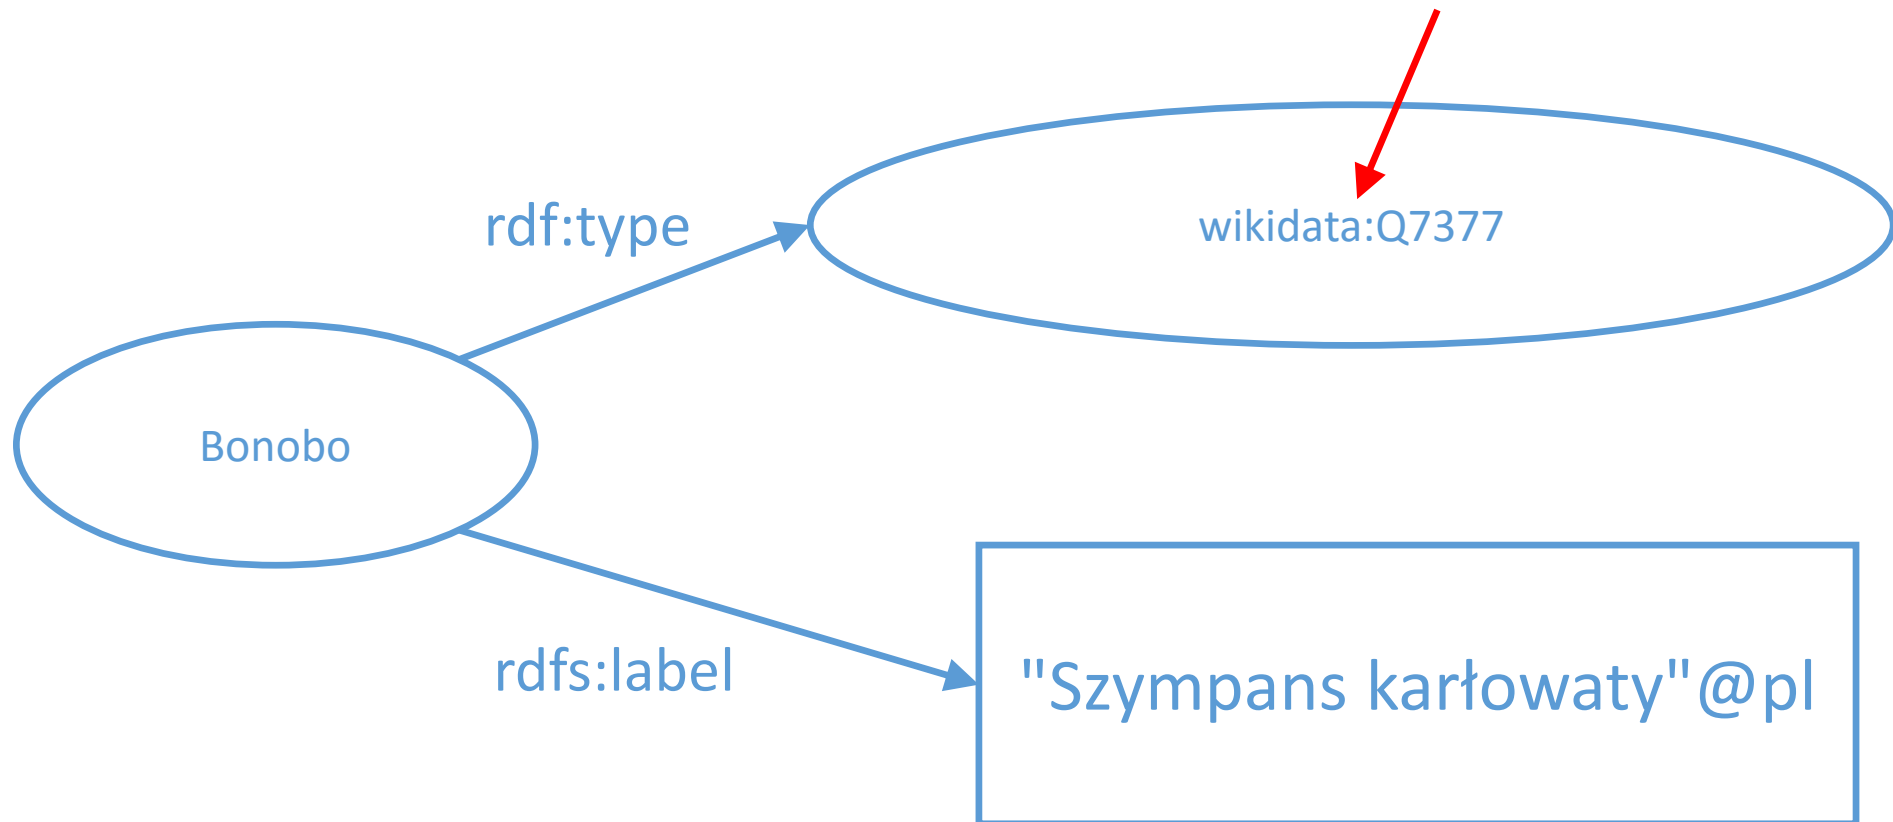 rdf:type
wikidata:Q7377
Bonobo
rdfs:label
"Szympans karłowaty"@pl